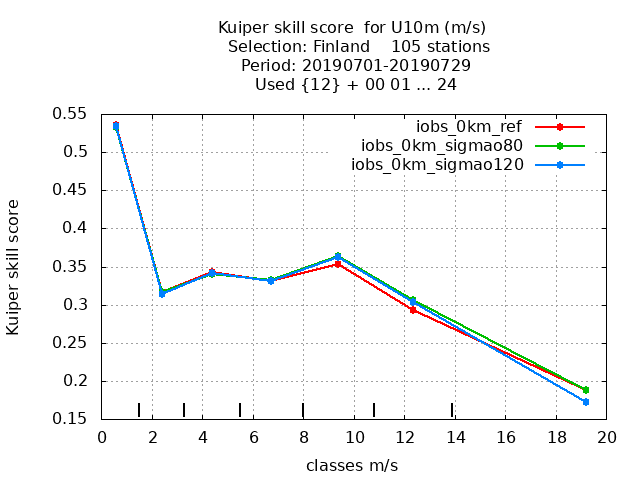 Kuiper skill score  for U10m (m/s)
Selection: Finland    105 stations
Period: 20190701-20190729
Used {12} + 00 01 ... 24
iobs_0km_ref
iobs_0km_sigmao80
iobs_0km_sigmao120
Kuiper skill score
0.55
0.5
0.45
0.4
0.35
0.3
0.25
0.2
0.15
0 2 4 6 8 10 12 14 16 18 20
classes m/s